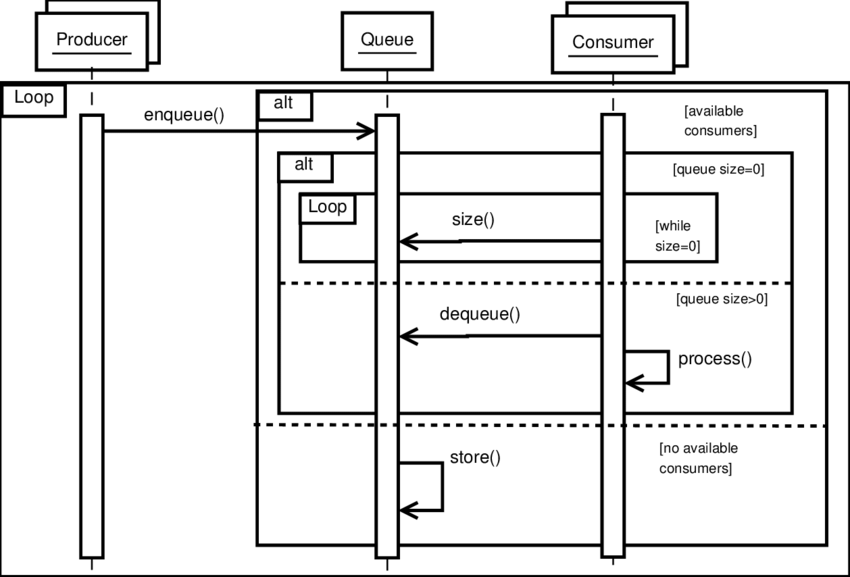 Producer
Queue
Consumer
Loop
alt
enqueue()
[available
consumers]
alt
[queue size=0]
Loop
size()
[while
size=0]
[queue size>0]
dequeue()
process()
[no available
consumers]
store()